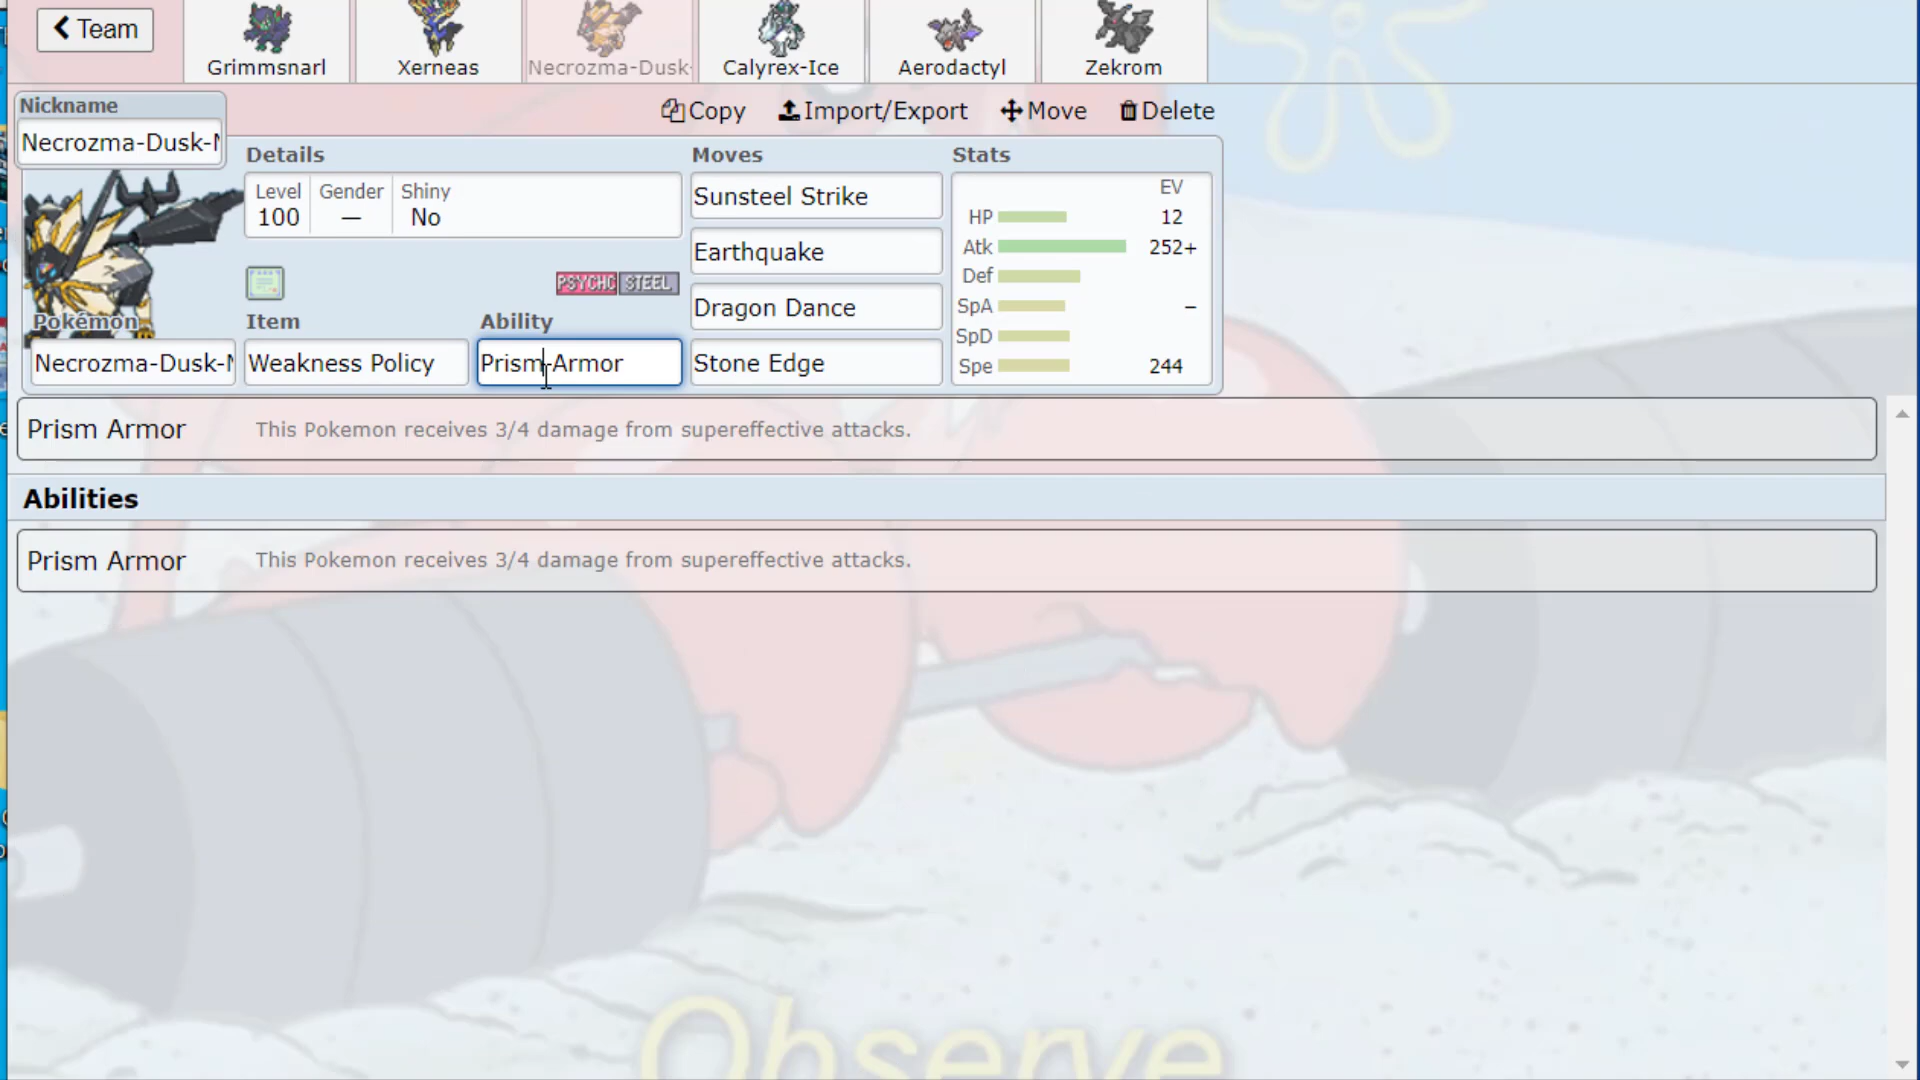 Team
Grimmsnarl
Xerneas
Necrozma-Dusk-
Calyrex-Ice
Aerodactyl
Zekrom
Nickname
Necrozma-Dusk-
Copy
Import/Export
Move
Delete
Details
Level
100
Gender
—
Shiny
No
PSYCHC
STEEL
Pokémon
Necrozma-Dusk-
Item
Weakness Policy
Ability
Prism Armor
Moves
Sunsteel Strike
Earthquake
Dragon Dance
Stone Edge
Stats
EV
HP 12
Atk 252+
Def
SpA –
SpD
Spe 244
Prism Armor This Pokemon receives 3/4 damage from supereffective attacks.
Abilities
Prism Armor This Pokemon receives 3/4 damage from supereffective attacks.
Observe